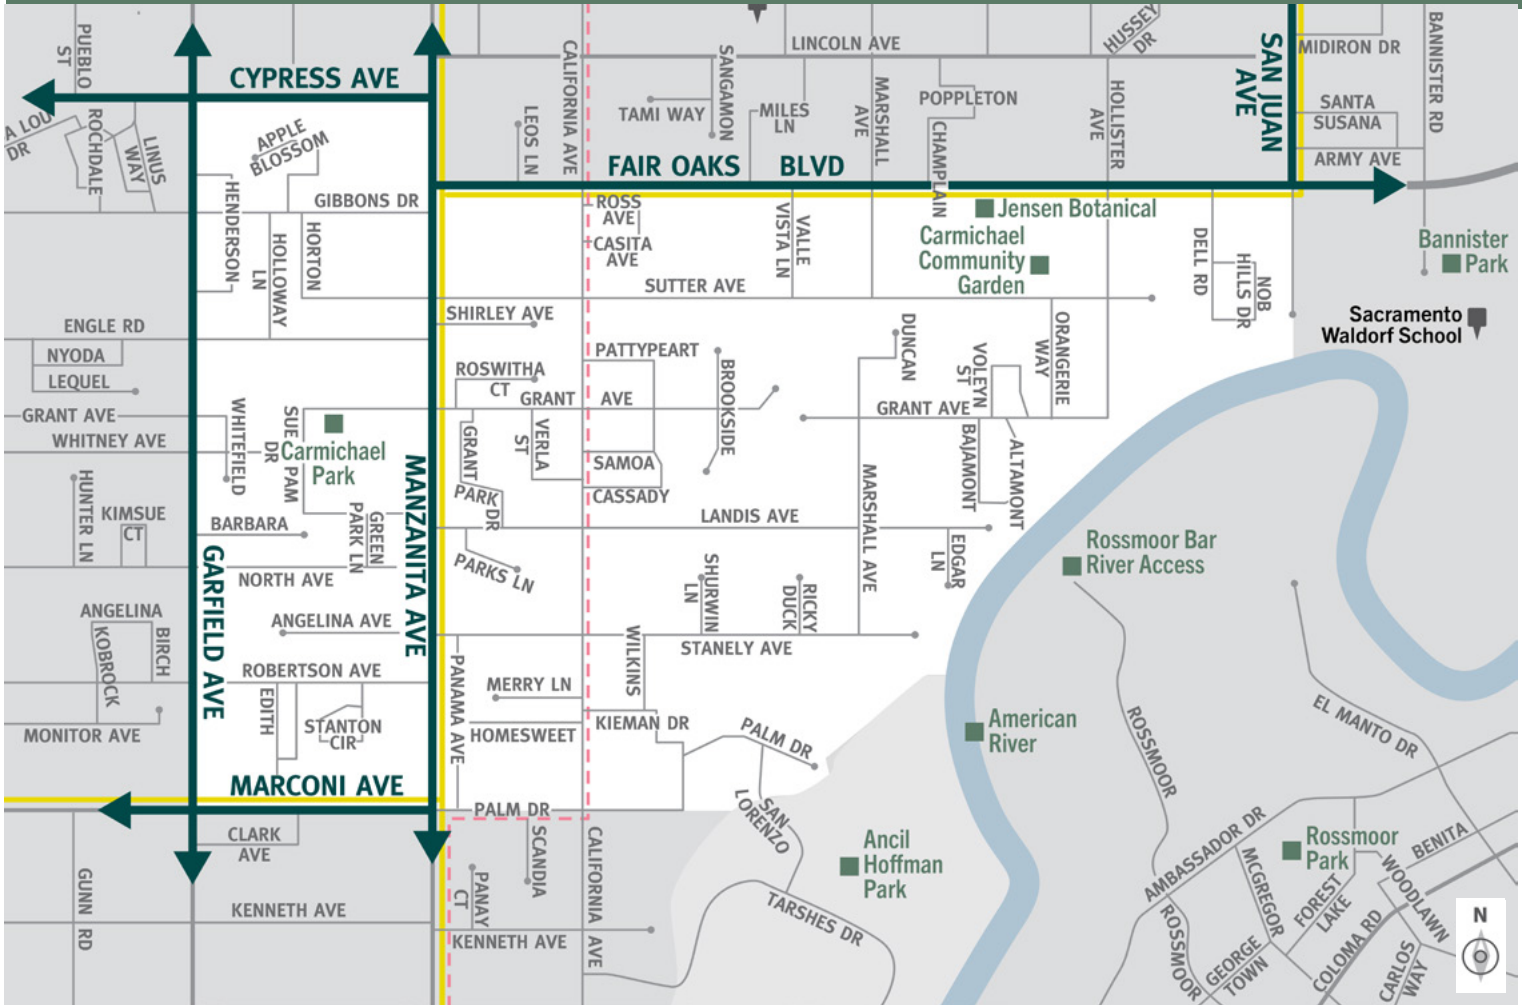 PUEBLO
ST
CYPRESS AVE
CALIFORNIA AVE
LINCOLN AVE
HUSSEY
DR
SAN JUAN
AVE
MIDIRON DR
BANNISTER RD
SANGAMON
TAMI WAY
MILES
LN
MARSHALL
AVE
POPPLETON
HOLLISTER
AVE
SANTA
SUSANA
ARMY AVE
A LOU
DR
ROCHDALE
LINUS
WAY
APPLE
BLOSSOM
LEOS LN
CHAMPLAIN
FAIR OAKS BLVD
HENDERSON
GIBBONS DR
HOLLOWAY
LN
HORTON
ROSS
AVE
CASITA
AVE
VALLE
VISTA LN
Jensen Botanical
Carmichael
Community
Garden
DELL RD
NOB
HILLS DR
Bannister
Park
SUTTER AVE
SHIRLEY AVE
Sacramento
Waldorf School
ENGLE RD
NYODA
LEQUEL
PATTYPEART
ROSWITHA
CT
BROOKSIDE
DUNCAN
VOLEYN
ST
ORANGERIE
WAY
GRANT AVE
WHITNEY AVE
WHITEFIELD
SUE PAM
DR
Carmichael
Park
GRANT AVE
GRANT AVE
GRANT
PARK DR
VERLA
ST
SAMOA
CASSADY
BAJAMONT
ALTAMONT
MANZANITA AVE
HUNTER LN
KIMSUE
CT
BARBARA
GREEN
PARK LN
LANDIS AVE
MARSHALL AVE
EDGAR
LN
Rossmoor Bar
River Access
GARFIELD AVE
NORTH AVE
PARKS LN
SHURWIN
LN
RICKY
DUCK
ANGELINA
KOBROCK
BIRCH
ANGELINA AVE
WILKINS
STANELY AVE
ROBERTSON AVE
EDITH
STANTON
CIR
PANAMA AVE
MERRY LN
HOMESWEET
KIEMAN DR
PALM DR
American
River
ROSSMOOR
EL MANTO DR
MONITOR AVE
MARCONI AVE
PALM DR
SAN
LORENZO
CLARK
AVE
SCANDIA
CALIFORNIA
AVE
Ancil
Hoffman
Park
AMBASSADOR DR
Rossmoor
Park
BENITA
GUNN
RD
KENNETH AVE
PANAY
CT
KENNETH AVE
TARSHES DR
MCGREGOR
FOREST
LAKE
WOODLAWN
ROSSMOOR
GEORGE
TOWN
COLOMA RD
CARLOS
WAY
N